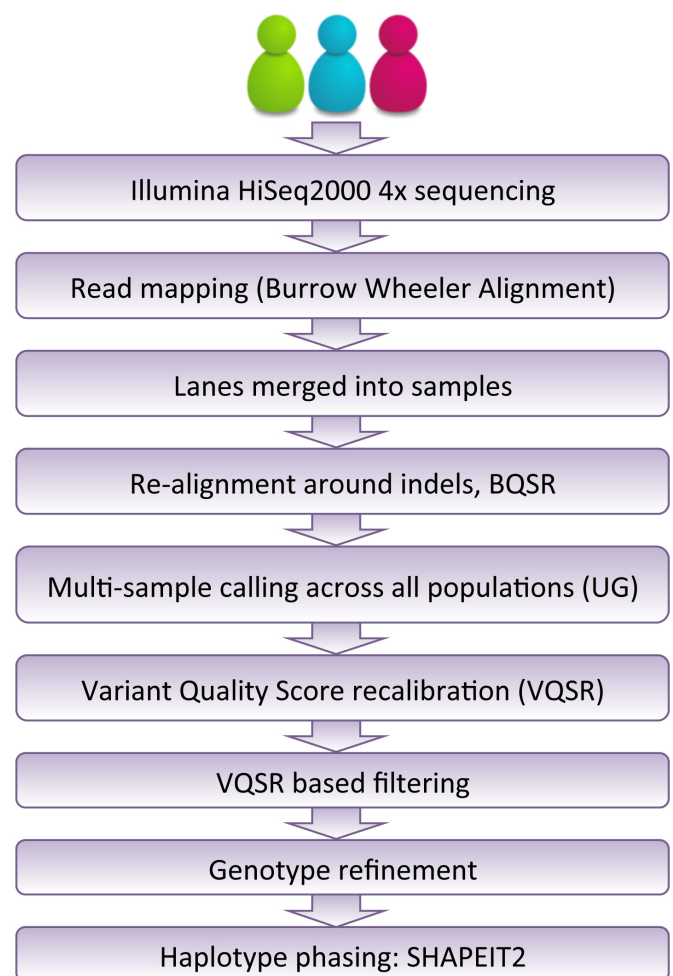 Illumina HiSeq2000 4x sequencing
Read mapping (Burrow Wheeler Alignment)
Lanes merged into samples
Re-alignment around indels, BQSR
Multi-sample calling across all populations (UG)
Variant Quality Score recalibration (VQSR)
VQSR based filtering
Genotype refinement
Haplotype phasing: SHAPEIT2